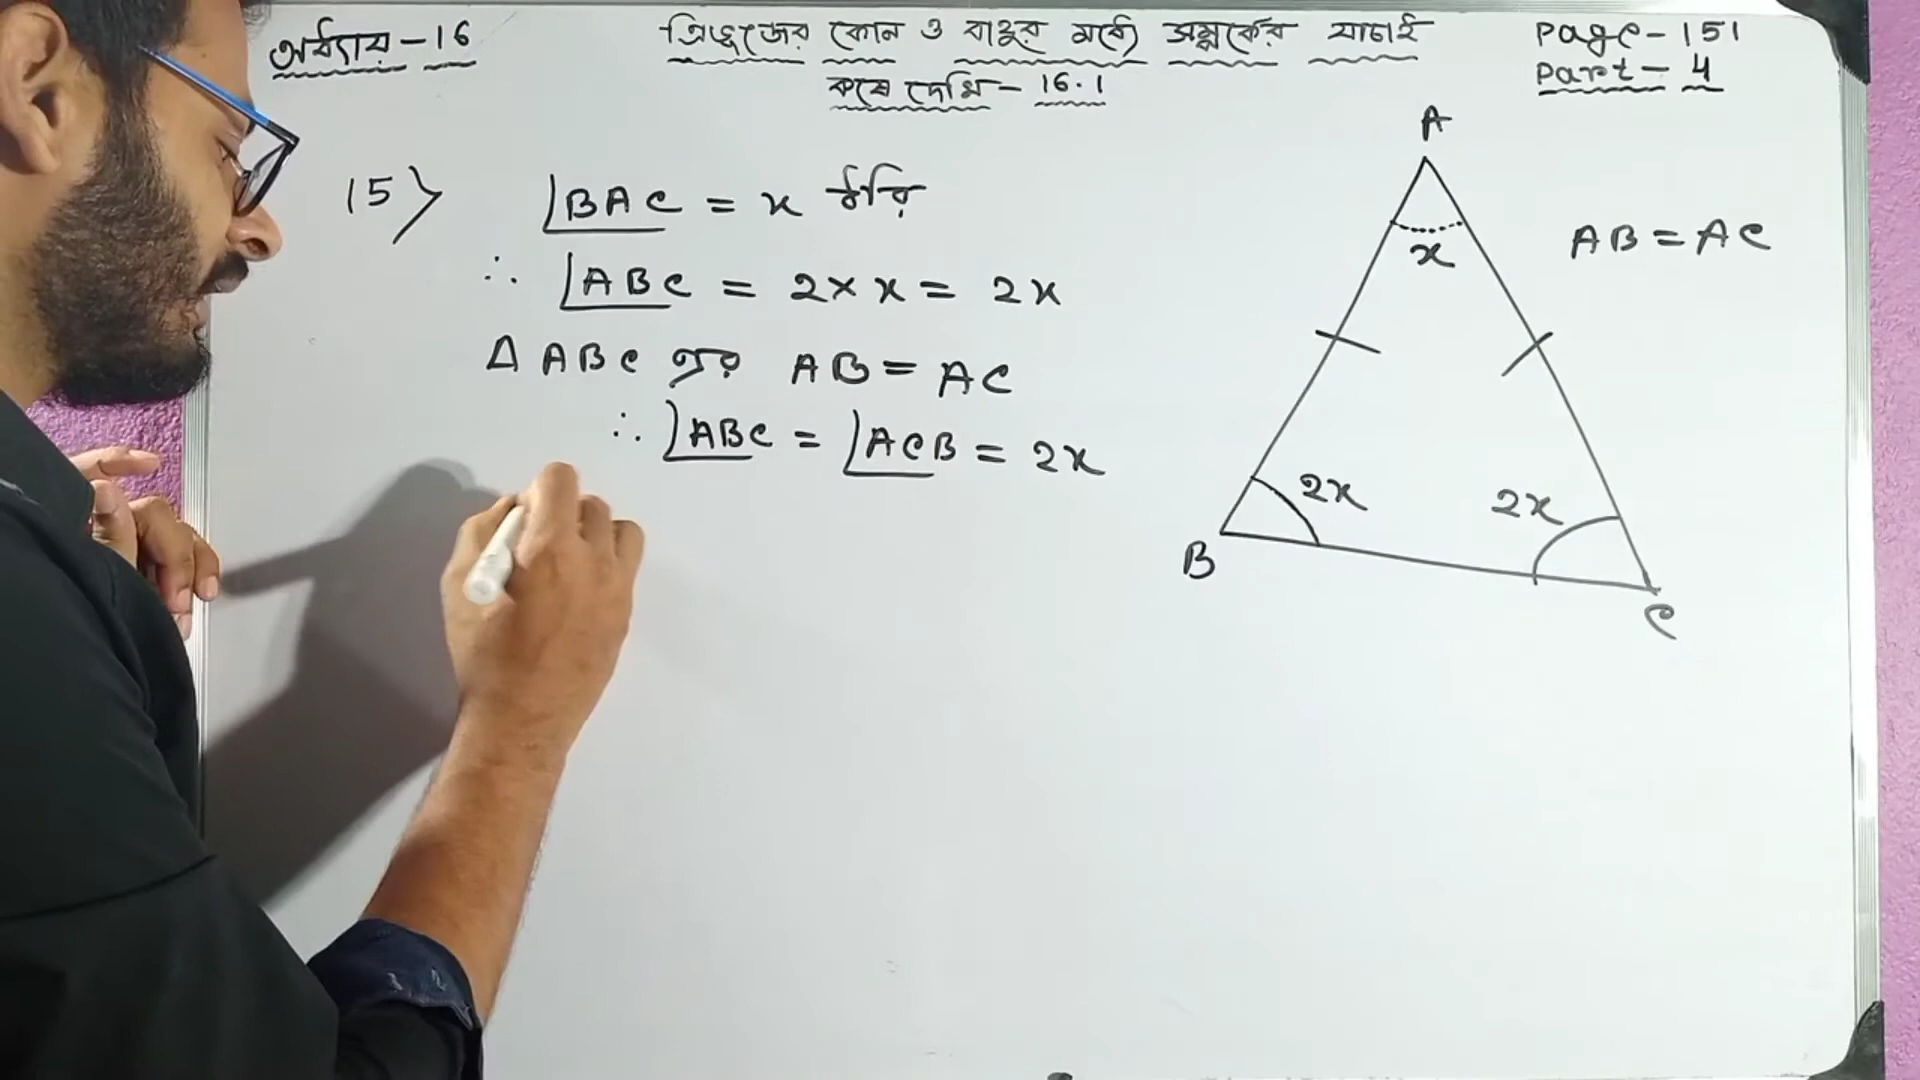 অধ্যায় - 16
ত্রিভুজের কোন ও বাহুর মধ্যে সম্পর্কের যাচাই
কষে দেখি - 16.1
Page - 151
Part - 4
15> ∠BAC = x ধরি
∴ ∠ABC = 2 × x = 2x
Δ ABC এর AB = AC
∴ ∠ABC = ∠ACB = 2x
A
x
AB = AC
2x
2x
B
C